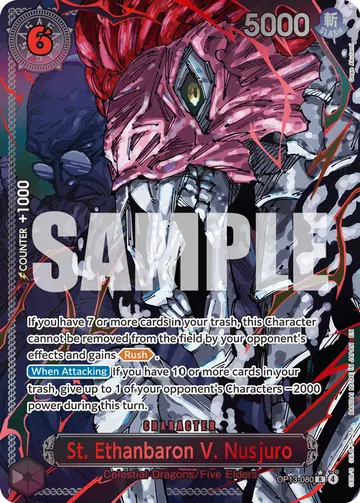 6
5000
斬
SLASH
COUNTER +1000
SAMPLE
If you have 7 or more cards in your trash, this Character
cannot be removed from the field by your opponent's
effects and gains Rush.
When Attacking If you have 10 or more cards in your
trash, give up to 1 of your opponent's Characters −2000
power during this turn.
CHARACTER
St. Ethanbaron V. Nusjuro
Celestial Dragons/Five Elders
OP13-080 R 4